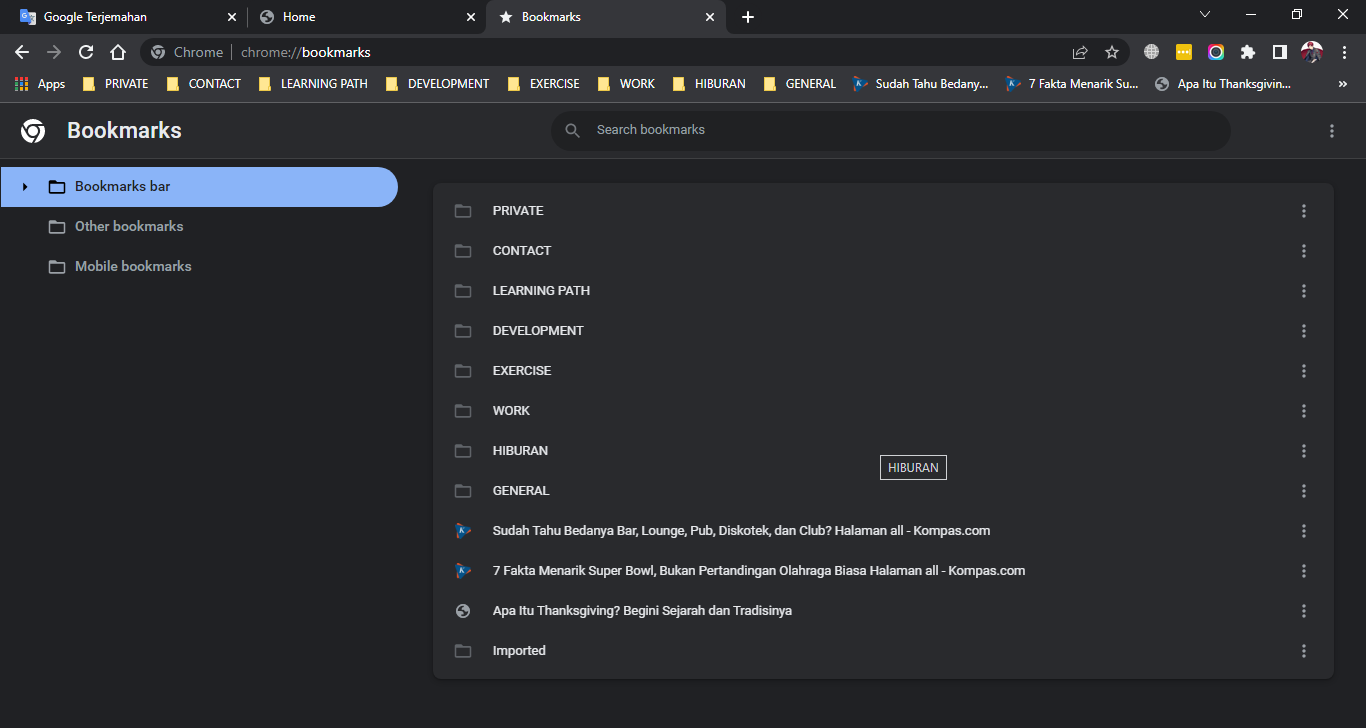 Google Terjemahan
Home
Bookmarks
Chrome chrome://bookmarks
Apps PRIVATE CONTACT LEARNING PATH DEVELOPMENT EXERCISE WORK HIBURAN GENERAL Sudah Tahu Bedany... 7 Fakta Menarik Su... Apa Itu Thanksgivin... »
Bookmarks
Search bookmarks
Bookmarks bar
Other bookmarks
Mobile bookmarks
PRIVATE
CONTACT
LEARNING PATH
DEVELOPMENT
EXERCISE
WORK
HIBURAN
HIBURAN
GENERAL
Sudah Tahu Bedanya Bar, Lounge, Pub, Diskotek, dan Club? Halaman all - Kompas.com
7 Fakta Menarik Super Bowl, Bukan Pertandingan Olahraga Biasa Halaman all - Kompas.com
Apa Itu Thanksgiving? Begini Sejarah dan Tradisinya
Imported